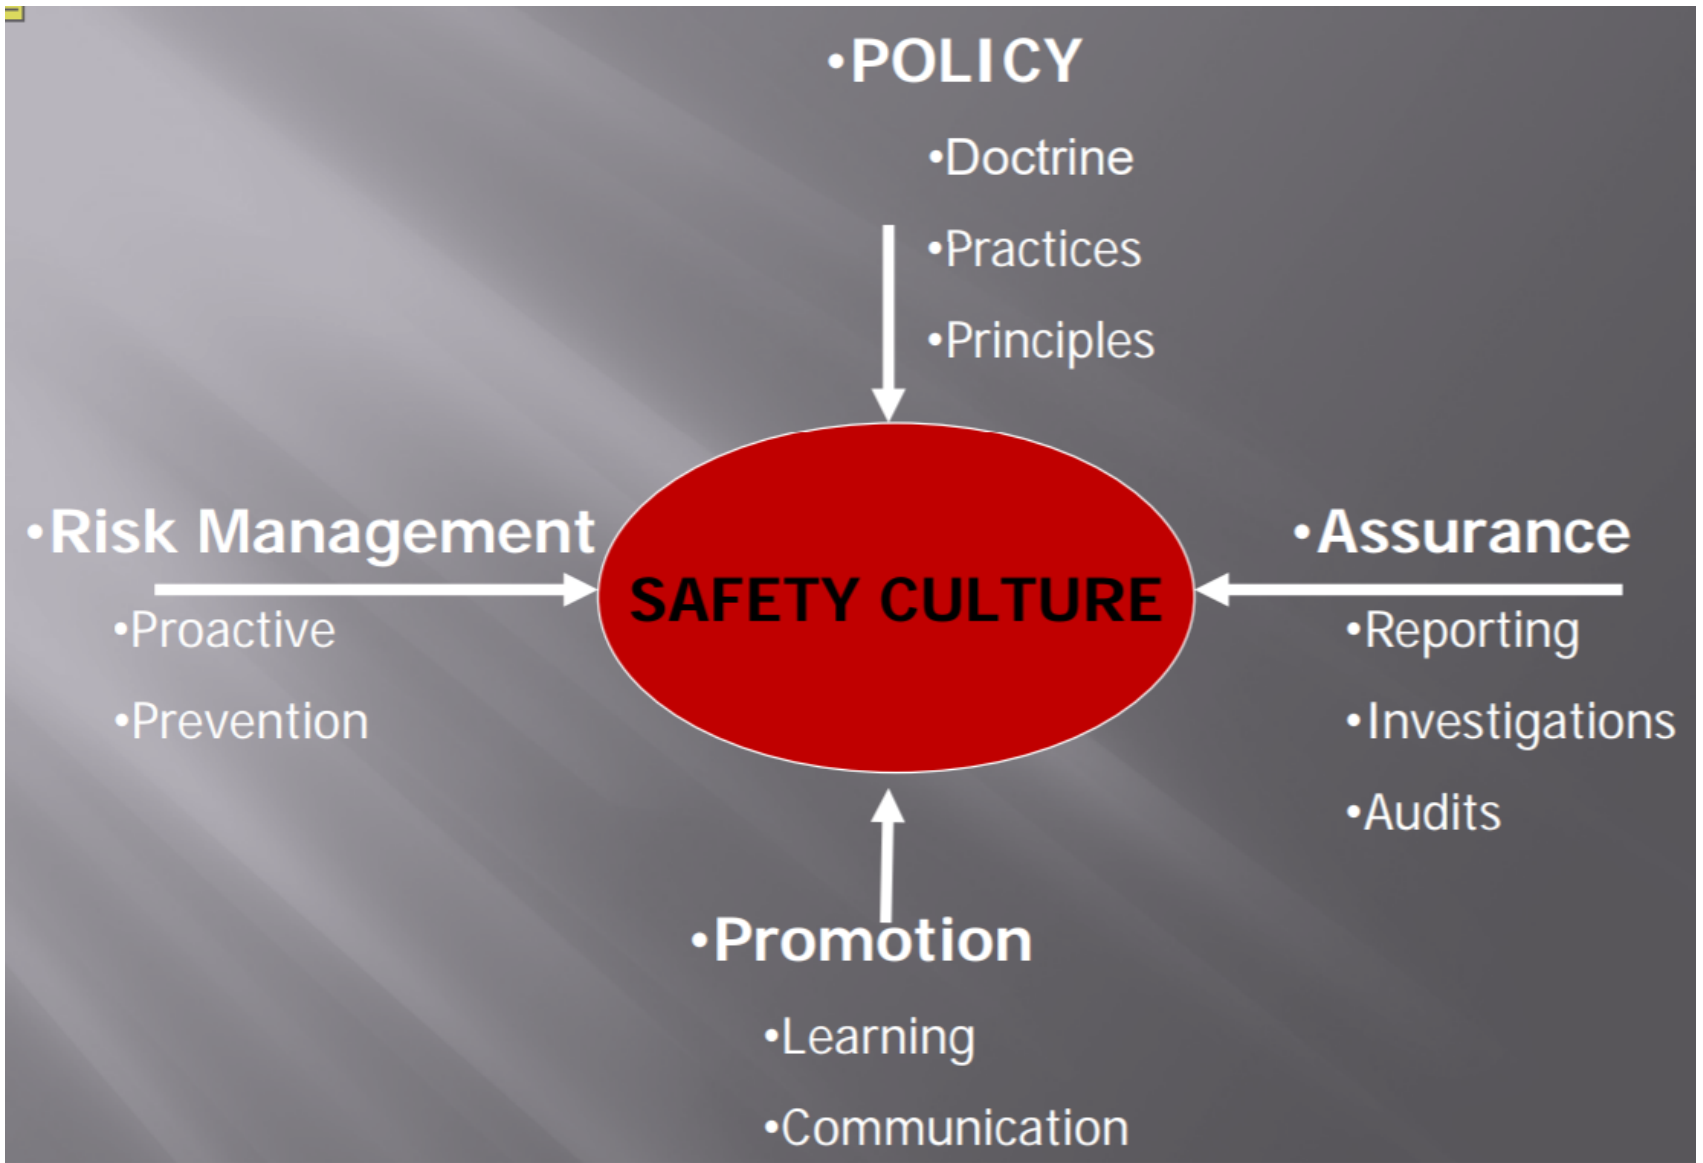 •POLICY
•Doctrine
•Practices
•Principles
•Risk Management
•Proactive
•Prevention
SAFETY CULTURE
•Assurance
•Reporting
•Investigations
•Audits
•Promotion
•Learning
•Communication